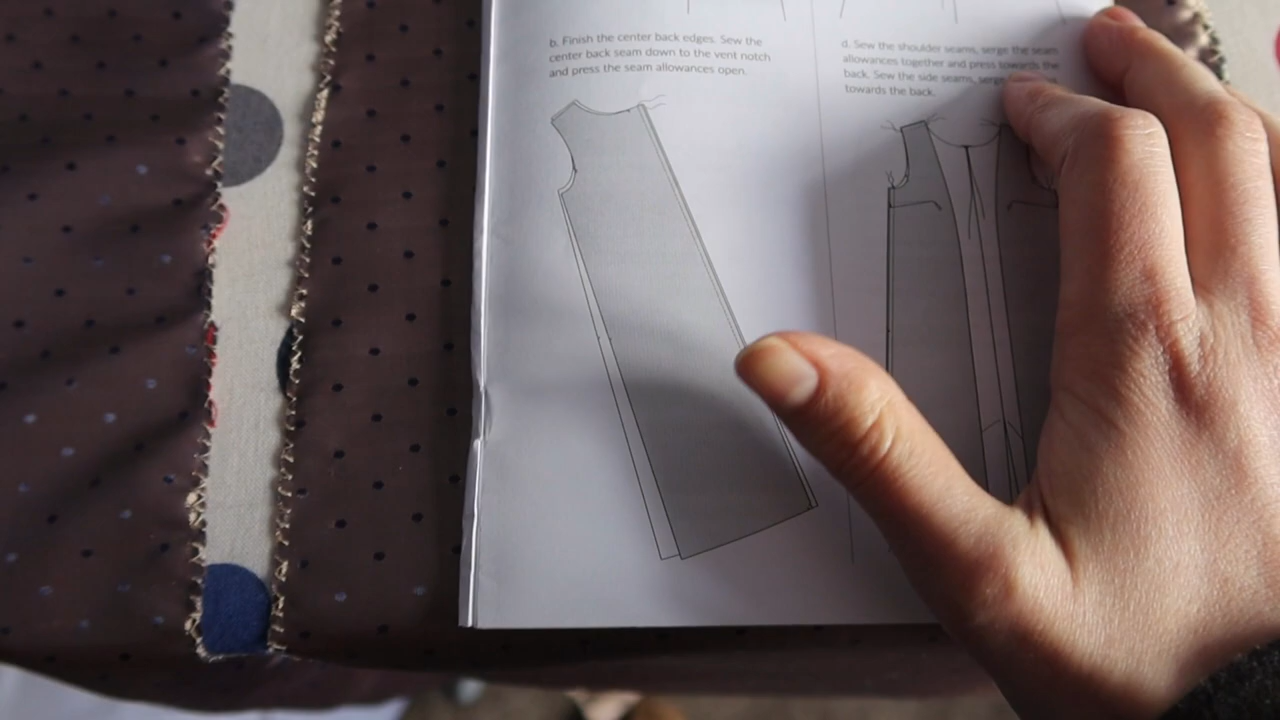 b. Finish the center back edges. Sew the
center back seam down to the vent notch
and press the seam allowances open.
d. Sew the shoulder seams, serge the seam
allowances together and press towards the
back. Sew the side seams, serge
towards the back.